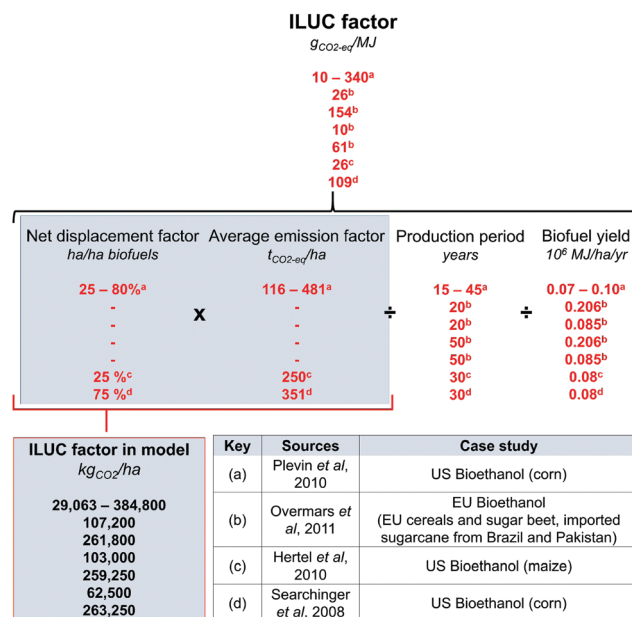 ILUC factor
gCO2-eq/MJ
10 – 340ᵃ
26ᵇ
154ᵇ
10ᵇ
61ᵇ
26ᶜ
109ᵈ
Net displacement factor Average emission factor Production period Biofuel yield
ha/ha biofuels tCO2-eq/ha years 10⁶ MJ/ha/yr
25 – 80%ᵃ 116 – 481ᵃ 15 – 45ᵃ 0.07 – 0.10ᵃ
- x - ÷ 20ᵇ ÷ 0.206ᵇ
- - 20ᵇ 0.085ᵇ
- - 50ᵇ 0.206ᵇ
- - 50ᵇ 0.085ᵇ
25 %ᶜ 250ᶜ 30ᶜ 0.08ᶜ
75 %ᵈ 351ᵈ 30ᵈ 0.08ᵈ
ILUC factor in model
kgCO2/ha
29,063 – 384,800
107,200
261,800
103,000
259,250
62,500
263,250
Key Sources Case study
(a) Plevin et al, 2010 US Bioethanol (corn)
(b) Overmars et al, 2011 EU Bioethanol
(EU cereals and sugar beet, imported
sugarcane from Brazil and Pakistan)
(c) Hertel et al, 2010 US Bioethanol (maize)
(d) Searchinger et al. 2008 US Bioethanol (corn)